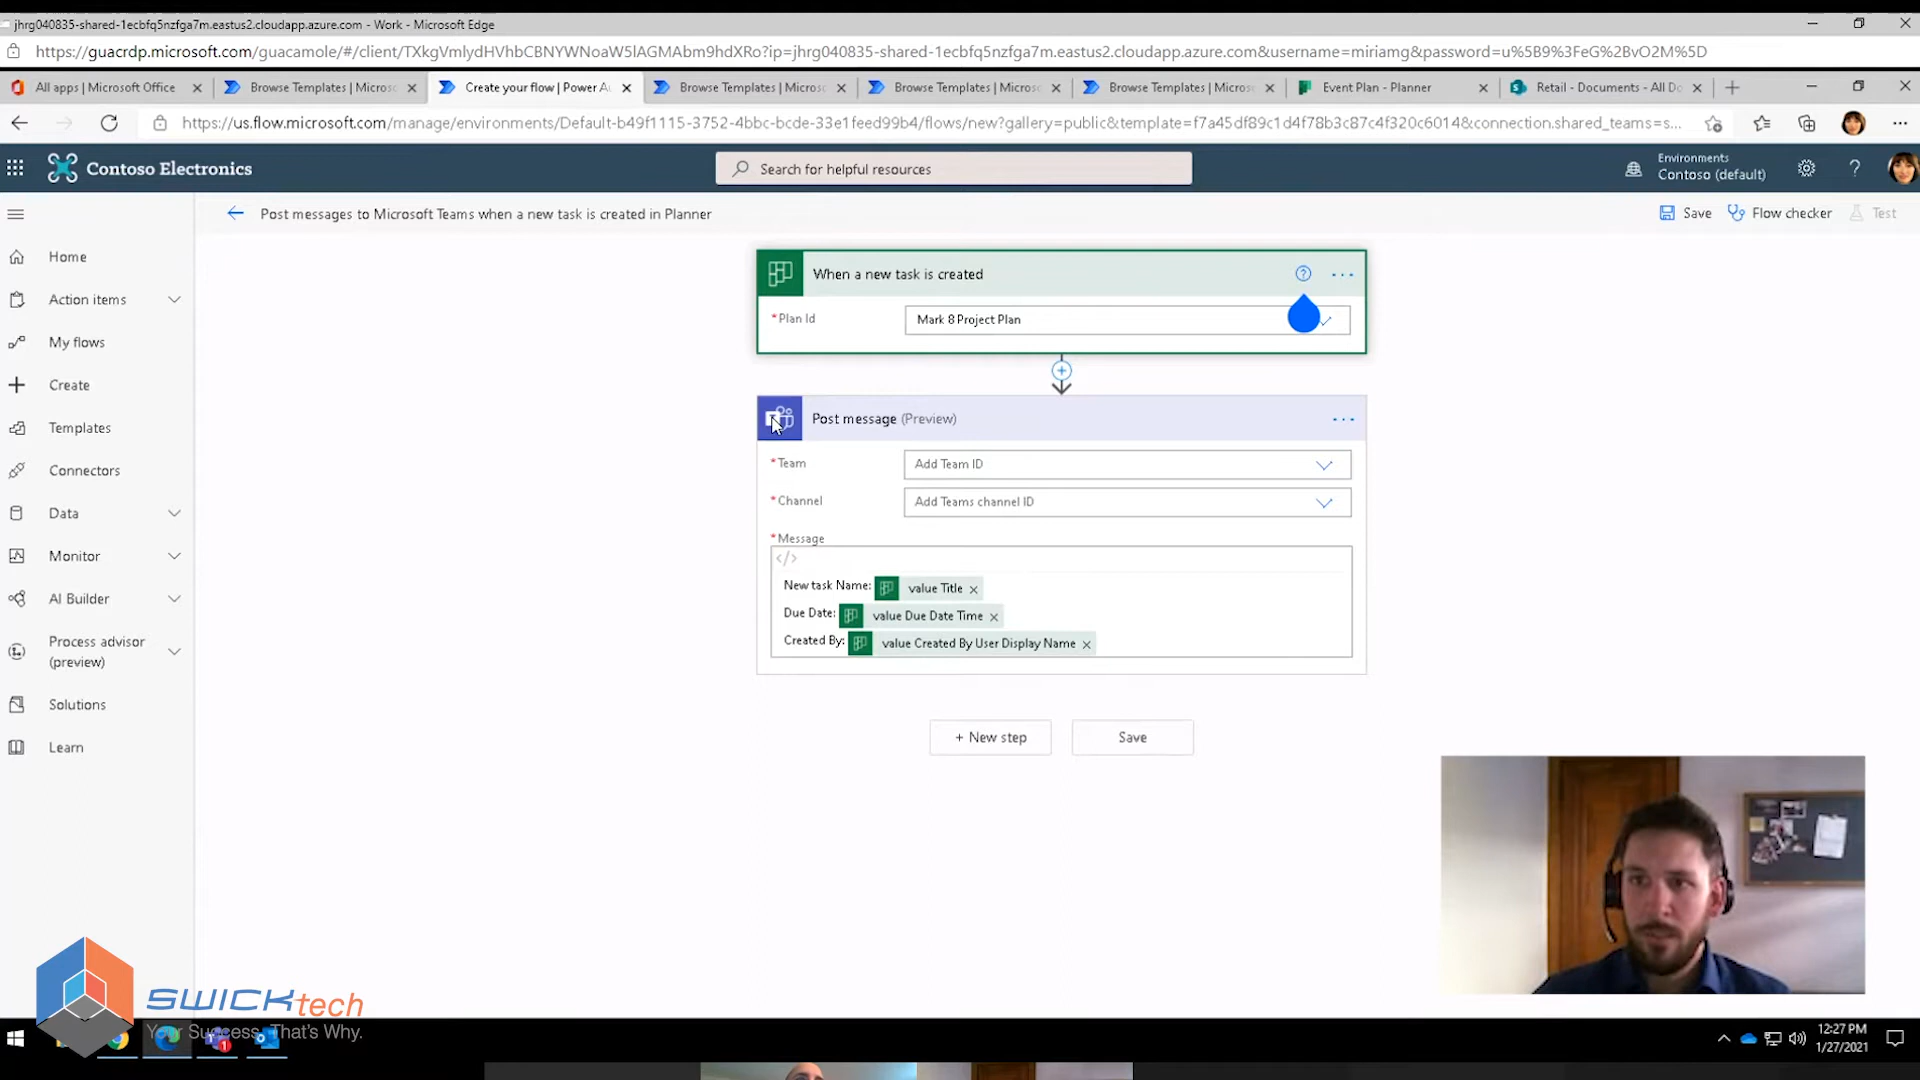 jhrg040835-shared-1ecbfq5nzfga7m.eastus2.cloudapp.azure.com - Work - Microsoft Edge
https://guacrdp.microsoft.com/guacamole/#/client/TXkgVmlydHVhbCBNYWNoaW5lAGMAbm9hdXRo?ip=jhrg040835-shared-1ecbfq5nzfga7m.eastus2.cloudapp.azure.com&username=miriamg&password=u%5B9%3FeG%2BvO2M%5D
All apps | Microsoft Office
Browse Templates | Microsc
Create your flow | Power Au
Browse Templates | Microsc
Browse Templates | Microsc
Browse Templates | Microsc
Event Plan - Planner
Retail - Documents - All Do
https://us.flow.microsoft.com/manage/environments/Default-b49f1115-3752-4bbc-bcde-33e1feed99b4/flows/new?gallery=public&template=f7a45df89c1d4f78b3c87c4f320c6014&connection.shared_teams=s...
Contoso Electronics
Search for helpful resources
Environments
Contoso (default)
Post messages to Microsoft Teams when a new task is created in Planner
Save
Flow checker
Test
Home
Action items
My flows
Create
Templates
Connectors
Data
Monitor
AI Builder
Process advisor
(preview)
Solutions
Learn
When a new task is created
* Plan Id
Mark 8 Project Plan
Post message (Preview)
* Team
Add Team ID
* Channel
Add Teams channel ID
* Message
</>
New task Name: value Title ×
Due Date: value Due Date Time ×
Created By: value Created By User Display Name ×
+ New step
Save
SWICKtech
Your Success. That's Why.
1
12:27 PM
1/27/2021